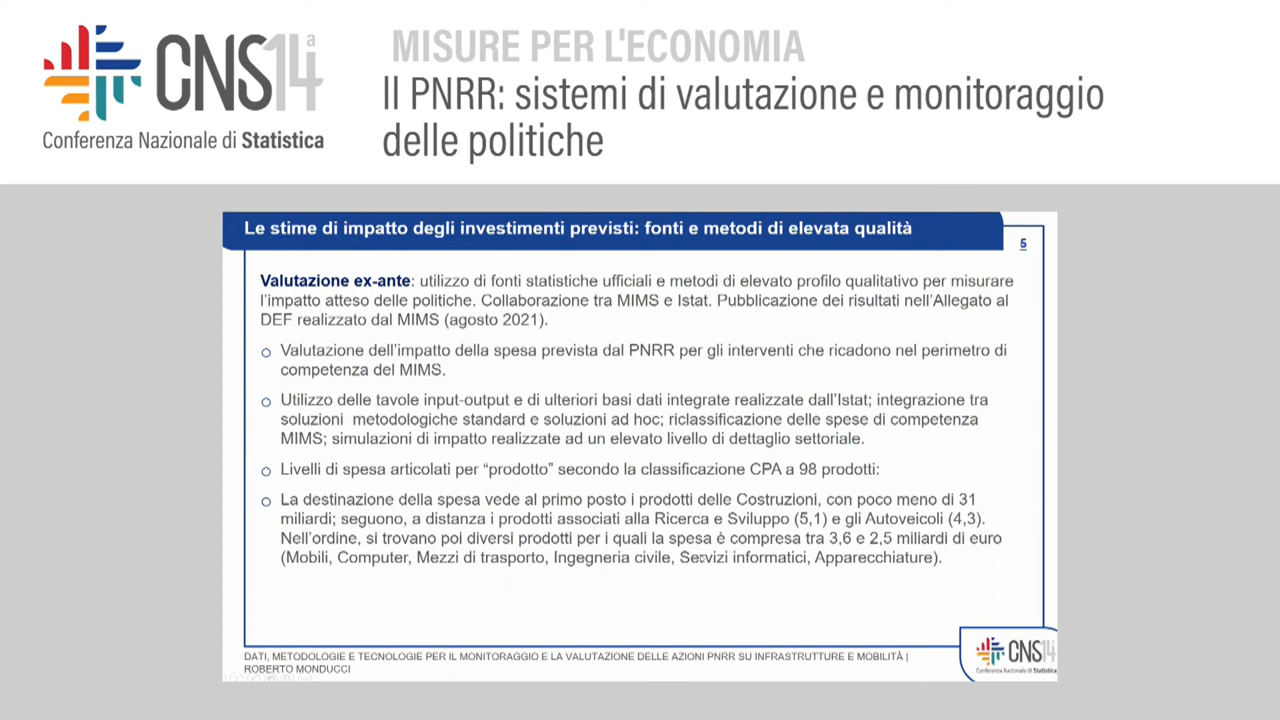 CNS14ª
Conferenza Nazionale di Statistica
MISURE PER L'ECONOMIA
Il PNRR: sistemi di valutazione e monitoraggio
delle politiche
Le stime di impatto degli investimenti previsti: fonti e metodi di elevata qualità
5
Valutazione ex-ante: utilizzo di fonti statistiche ufficiali e metodi di elevato profilo qualitativo per misurare
l'impatto atteso delle politiche. Collaborazione tra MIMS e Istat. Pubblicazione dei risultati nell'Allegato al
DEF realizzato dal MIMS (agosto 2021).
Valutazione dell'impatto della spesa prevista dal PNRR per gli interventi che ricadono nel perimetro di
competenza del MIMS.
Utilizzo delle tavole input-output e di ulteriori basi dati integrate realizzate dall'Istat; integrazione tra
soluzioni metodologiche standard e soluzioni ad hoc; riclassificazione delle spese di competenza
MIMS; simulazioni di impatto realizzate ad un elevato livello di dettaglio settoriale.
Livelli di spesa articolati per “prodotto” secondo la classificazione CPA a 98 prodotti:
La destinazione della spesa vede al primo posto i prodotti delle Costruzioni, con poco meno di 31
miliardi; seguono, a distanza i prodotti associati alla Ricerca e Sviluppo (5,1) e gli Autoveicoli (4,3).
Nell'ordine, si trovano poi diversi prodotti per i quali la spesa è compresa tra 3,6 e 2,5 miliardi di euro
(Mobili, Computer, Mezzi di trasporto, Ingegneria civile, Servizi informatici, Apparecchiature).
DATI, METODOLOGIE E TECNOLOGIE PER IL MONITORAGGIO E LA VALUTAZIONE DELLE AZIONI PNRR SU INFRASTRUTTURE E MOBILITÀ |
ROBERTO MONDUCCI
CNS14
Conferenza Nazionale di Statistica